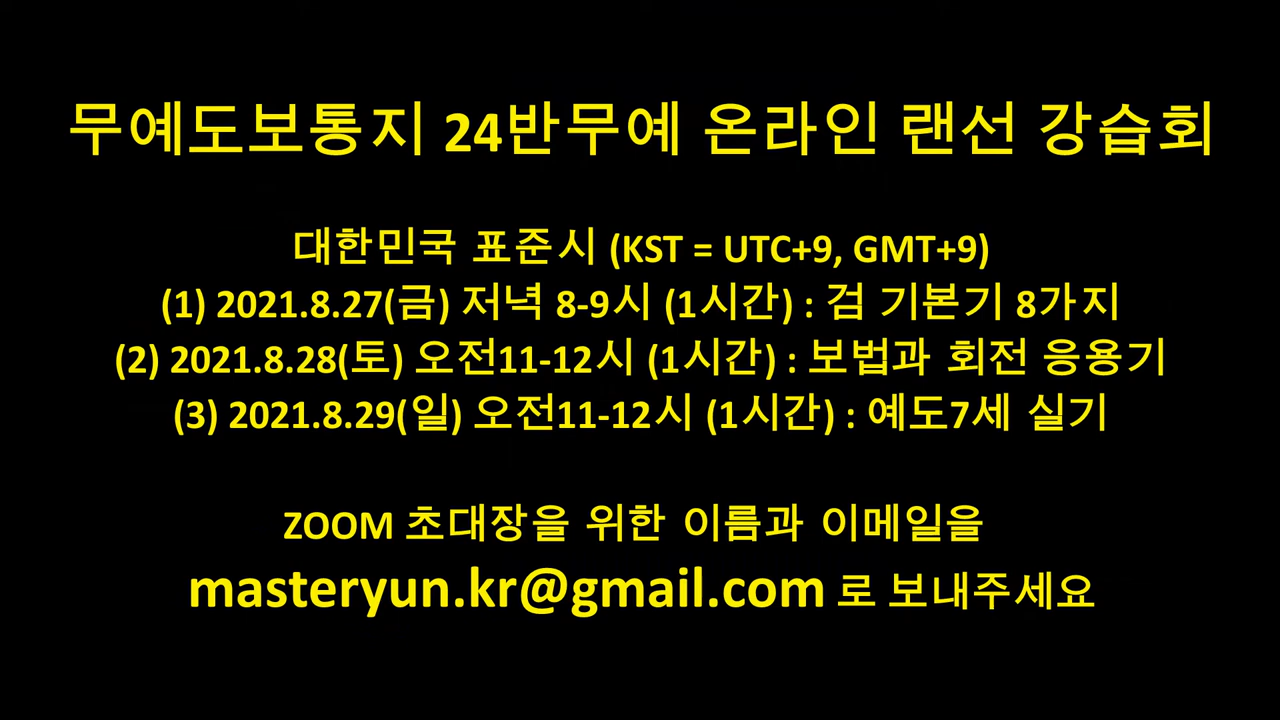 무예도보통지 24반무예 온라인 랜선 강습회
대한민국 표준시 (KST = UTC+9, GMT+9)
(1) 2021.8.27(금) 저녁 8-9시 (1시간) : 검 기본기 8가지
(2) 2021.8.28(토) 오전11-12시 (1시간) : 보법과 회전 응용기
(3) 2021.8.29(일) 오전11-12시 (1시간) : 예도7세 실기
ZOOM 초대장을 위한 이름과 이메일을
masteryun.kr@gmail.com 로 보내주세요